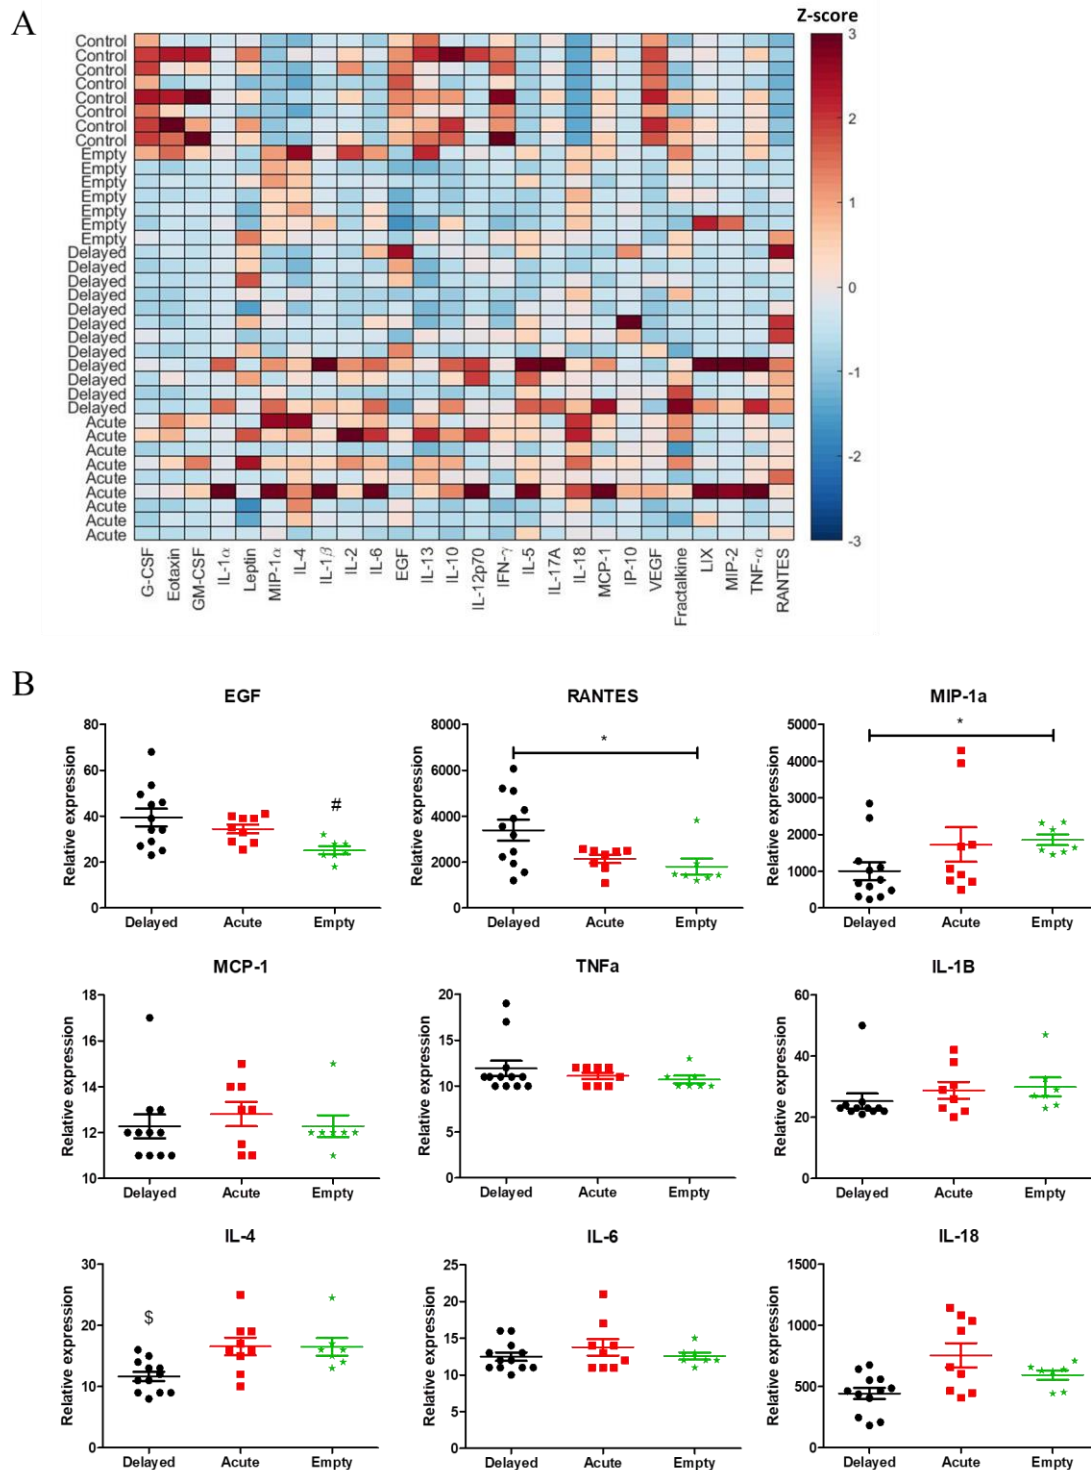 A
Z-score
Control
Control
Control
Control
Control
Control
Control
Control
Empty
Empty
Empty
Empty
Empty
Empty
Empty
Delayed
Delayed
Delayed
Delayed
Delayed
Delayed
Delayed
Delayed
Delayed
Delayed
Delayed
Delayed
Acute
Acute
Acute
Acute
Acute
Acute
Acute
Acute
Acute
3
2
1
0
-1
-2
-3
G-CSF
Eotaxin
GM-CSF
IL-1α
Leptin
MIP-1α
IL-4
IL-1β
IL-2
IL-6
EGF
IL-13
IL-10
IL-12p70
IFN-γ
IL-5
IL-17A
IL-18
MCP-1
IP-10
VEGF
Fractalkine
LIX
MIP-2
TNF-α
RANTES
B
EGF
Relative expression
80
60
40
20
0
#
Delayed Acute Empty
RANTES
Relative expression
8000
6000
4000
2000
0
*
Delayed Acute Empty
MIP-1a
Relative expression
5000
4000
3000
2000
1000
0
*
Delayed Acute Empty
MCP-1
Relative expression
18
16
14
12
10
Delayed Acute Empty
TNFa
Relative expression
20
15
10
5
0
Delayed Acute Empty
IL-1B
Relative expression
60
40
20
0
Delayed Acute Empty
IL-4
Relative expression
30
20
10
0
$
Delayed Acute Empty
IL-6
Relative expression
25
20
15
10
5
0
Delayed Acute Empty
IL-18
Relative expression
1500
1000
500
0
Delayed Acute Empty